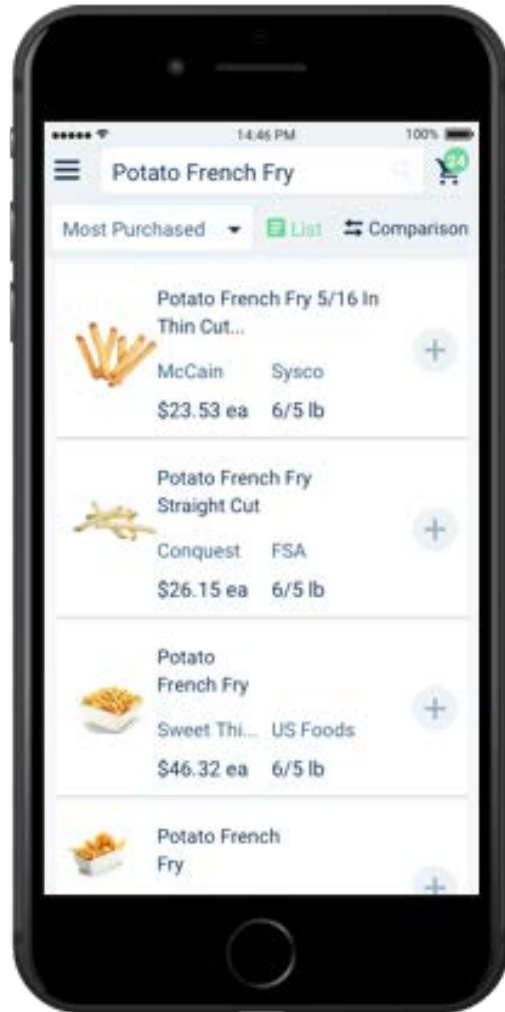 14:46 PM 100%
Potato French Fry
24
Most Purchased List Comparison
Potato French Fry 5/16 In
Thin Cut...
McCain Sysco
$23.53 ea 6/5 lb
Potato French Fry
Straight Cut
Conquest FSA
$26.15 ea 6/5 lb
Potato
French Fry
Sweet Thi... US Foods
$46.32 ea 6/5 lb
Potato French
Fry